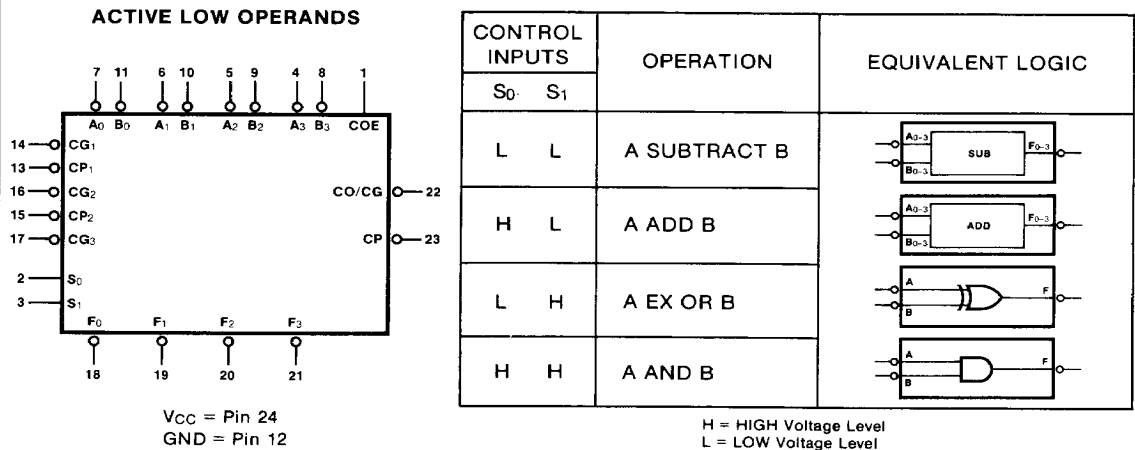 ACTIVE LOW OPERANDS
7 11 6 10 5 9 4 8 1
A0 B0 A1 B1 A2 B2 A3 B3 COE
14 CG1
13 CP1
16 CG2
15 CP2
17 CG3
CO/CG 22
CP 23
2 S0
3 S1
F0 F1 F2 F3
18 19 20 21
VCC = Pin 24
GND = Pin 12
CONTROL INPUTS
OPERATION
EQUIVALENT LOGIC
S0 S1
L L A SUBTRACT B
A0-3 B0-3 SUB F0-3
H L A ADD B
A0-3 B0-3 ADD F0-3
L H A EX OR B
A B F
H H A AND B
A B F
H = HIGH Voltage Level
L = LOW Voltage Level